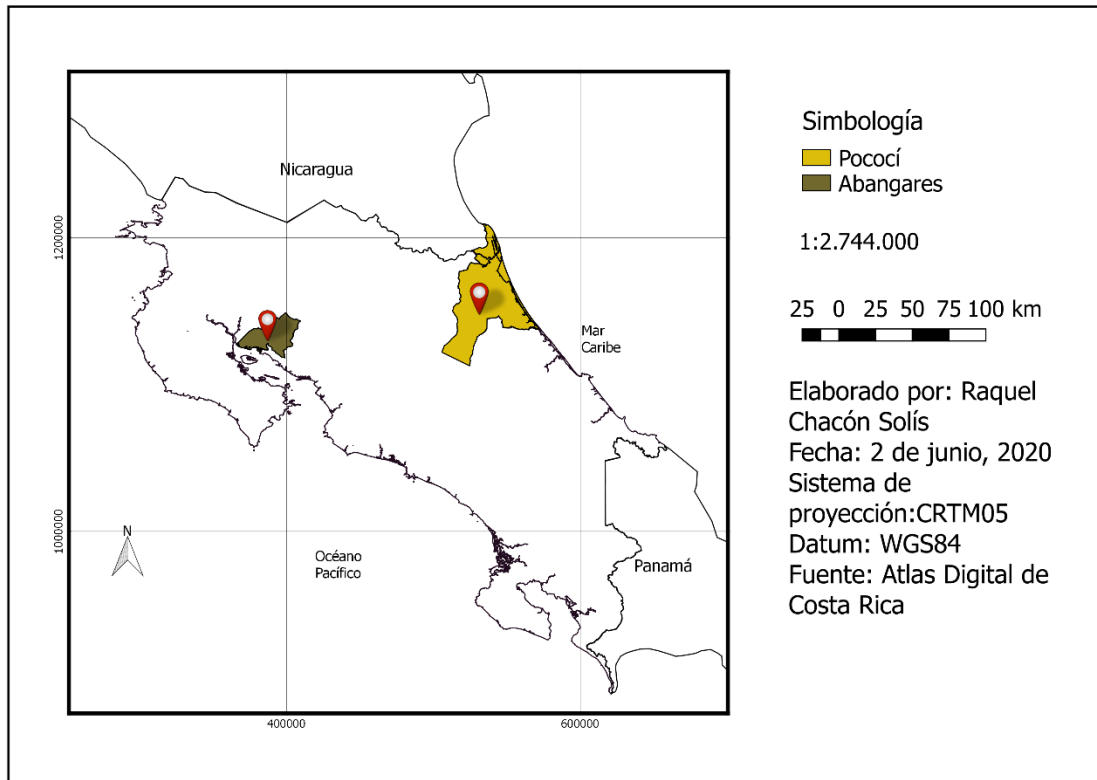 Simbología
Pococí
Abangares
1:2.744.000
25 0 25 50 75 100 km
Elaborado por: Raquel
Chacón Solís
Fecha: 2 de junio, 2020
Sistema de
proyección:CRTM05
Datum: WGS84
Fuente: Atlas Digital de
Costa Rica
Nicaragua
1200000
Mar
Caribe
1000000
N
Océano
Pacífico
Panamá
400000
600000